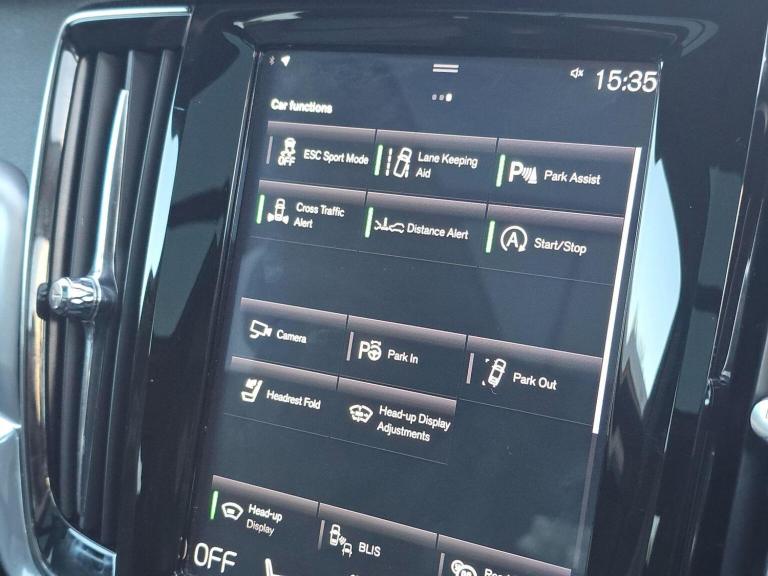 15:35
Car functions
OFF ESC Sport Mode
Lane Keeping
Aid
P Park Assist
Cross Traffic
Alert
Distance Alert
A Start/Stop
Camera
P Park In
Park Out
Headrest Fold
Head-up Display
Adjustments
Head-up
Display
BLIS
OFF